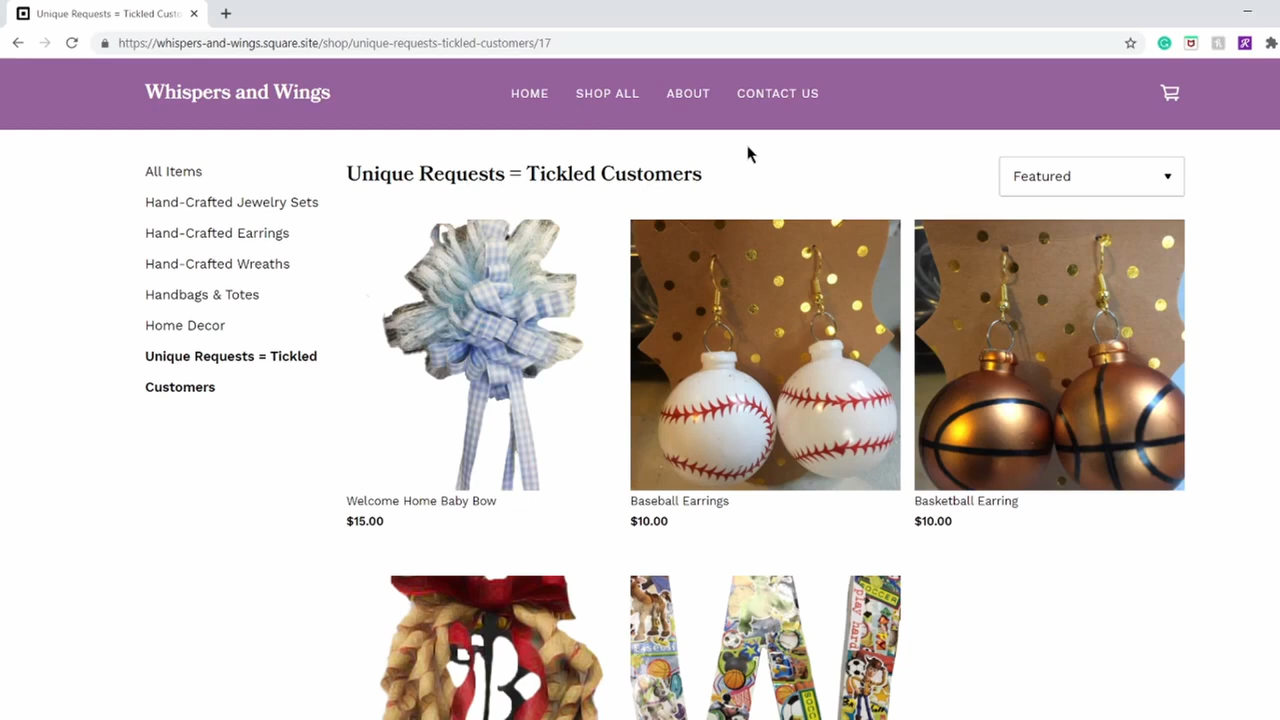 Unique Requests = Tickled Custo
https://whispers-and-wings.square.site/shop/unique-requests-tickled-customers/17
Whispers and Wings
HOME
SHOP ALL
ABOUT
CONTACT US
All Items
Hand-Crafted Jewelry Sets
Hand-Crafted Earrings
Hand-Crafted Wreaths
Handbags & Totes
Home Decor
Unique Requests = Tickled
Customers
Unique Requests = Tickled Customers
Featured
Welcome Home Baby Bow
$15.00
Baseball Earrings
$10.00
Basketball Earring
$10.00
B
SOCCER
play hard